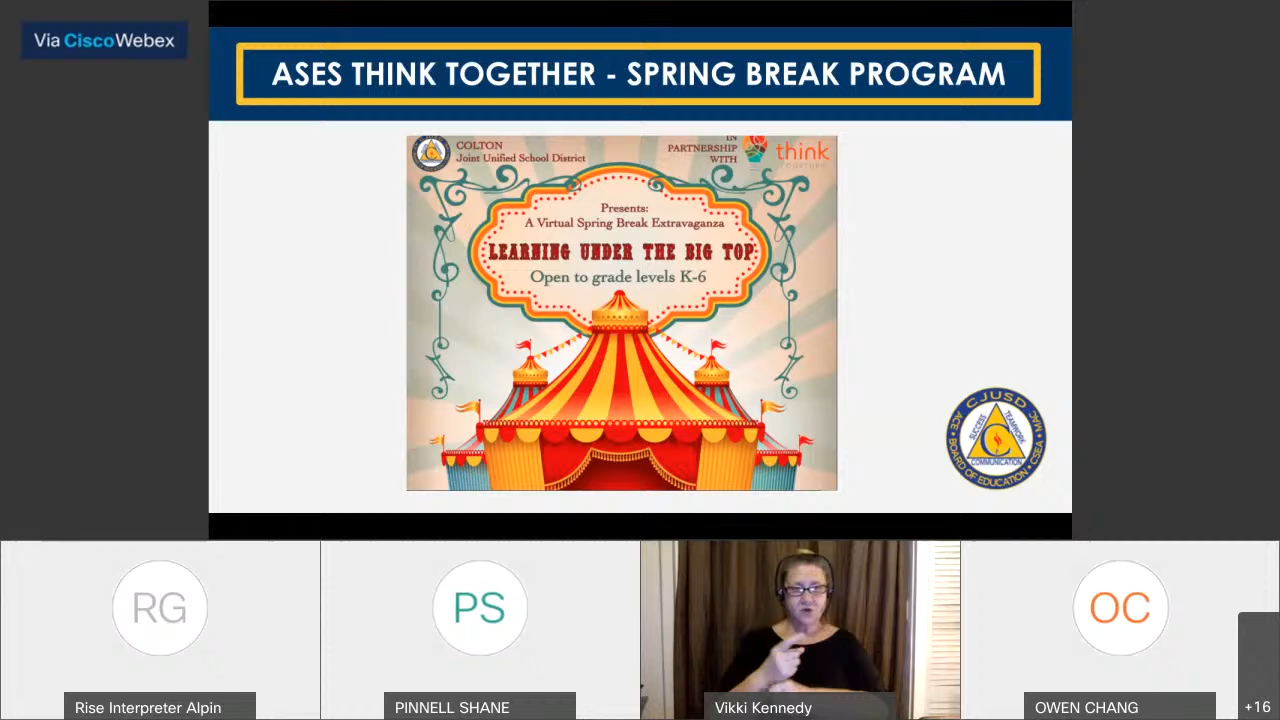 Via CiscoWebex
ASES THINK TOGETHER - SPRING BREAK PROGRAM
COLTON
Joint Unified School District
IN
PARTNERSHIP
WITH
think
Presents:
A Virtual Spring Break Extravaganza
LEARNING UNDER THE BIG TOP
Open to grade levels K-6
CJUSD
ACE • BOARD OF EDUCATION • CSEA • MAC
SUCCESS
TEAMWORK
COMMUNICATION
RG
PS
OC
Rise Interpreter Alpin
PINNELL SHANE
Vikki Kennedy
OWEN CHANG
+16